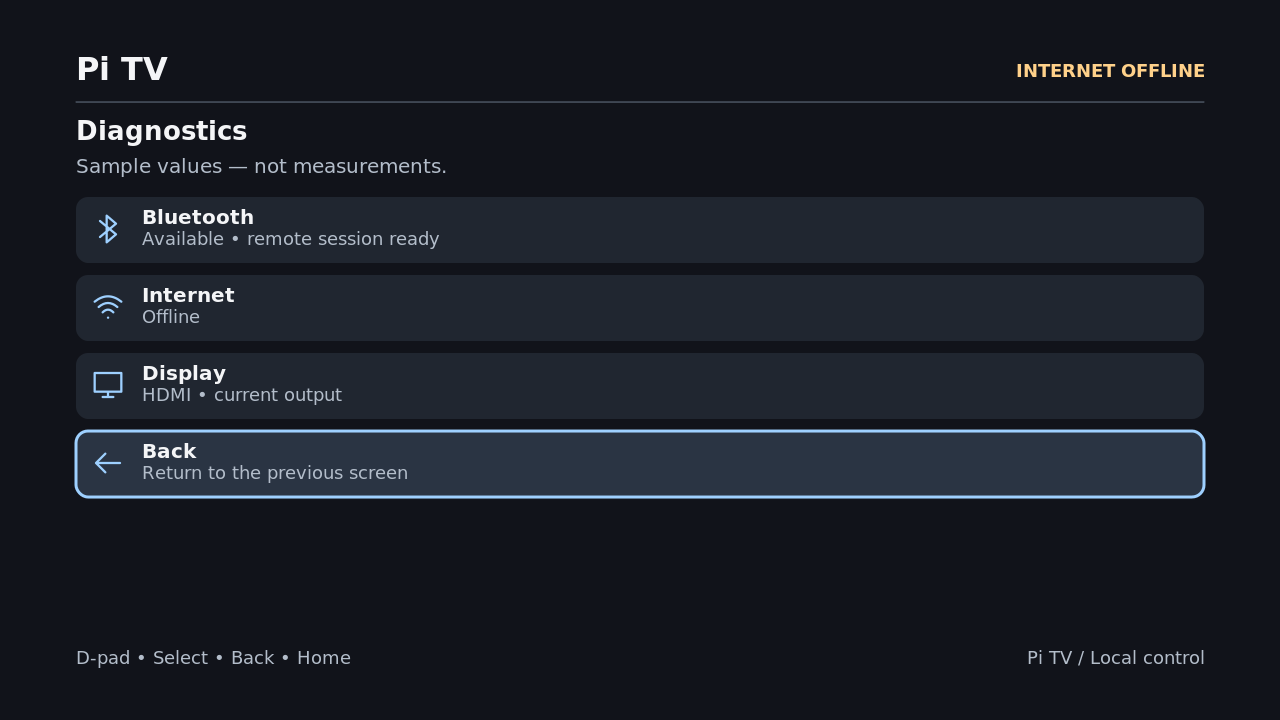 Pi TV
INTERNET OFFLINE
Diagnostics
Sample values — not measurements.
Bluetooth
Available • remote session ready
Internet
Offline
Display
HDMI • current output
Back
Return to the previous screen
D-pad • Select • Back • Home
Pi TV / Local control